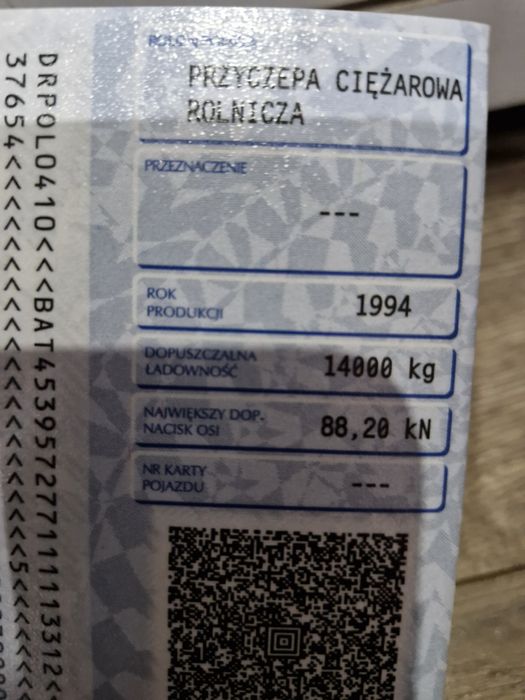 PRZYCZEPA CIĘŻAROWA
ROLNICZA
PRZEZNACZENIE
---
ROK
PRODUKCJI
1994
DOPUSZCZALNA
ŁADOWNOŚĆ
14000 kg
NAJWIĘKSZY DOP.
NACISK OSI
88,20 kN
NR KARTY
POJAZDU
---
DRPOL0410<<<BAT453957277111113312<
37654<<<<<<<<<<<<<<<<<<<<5<<<<<<<